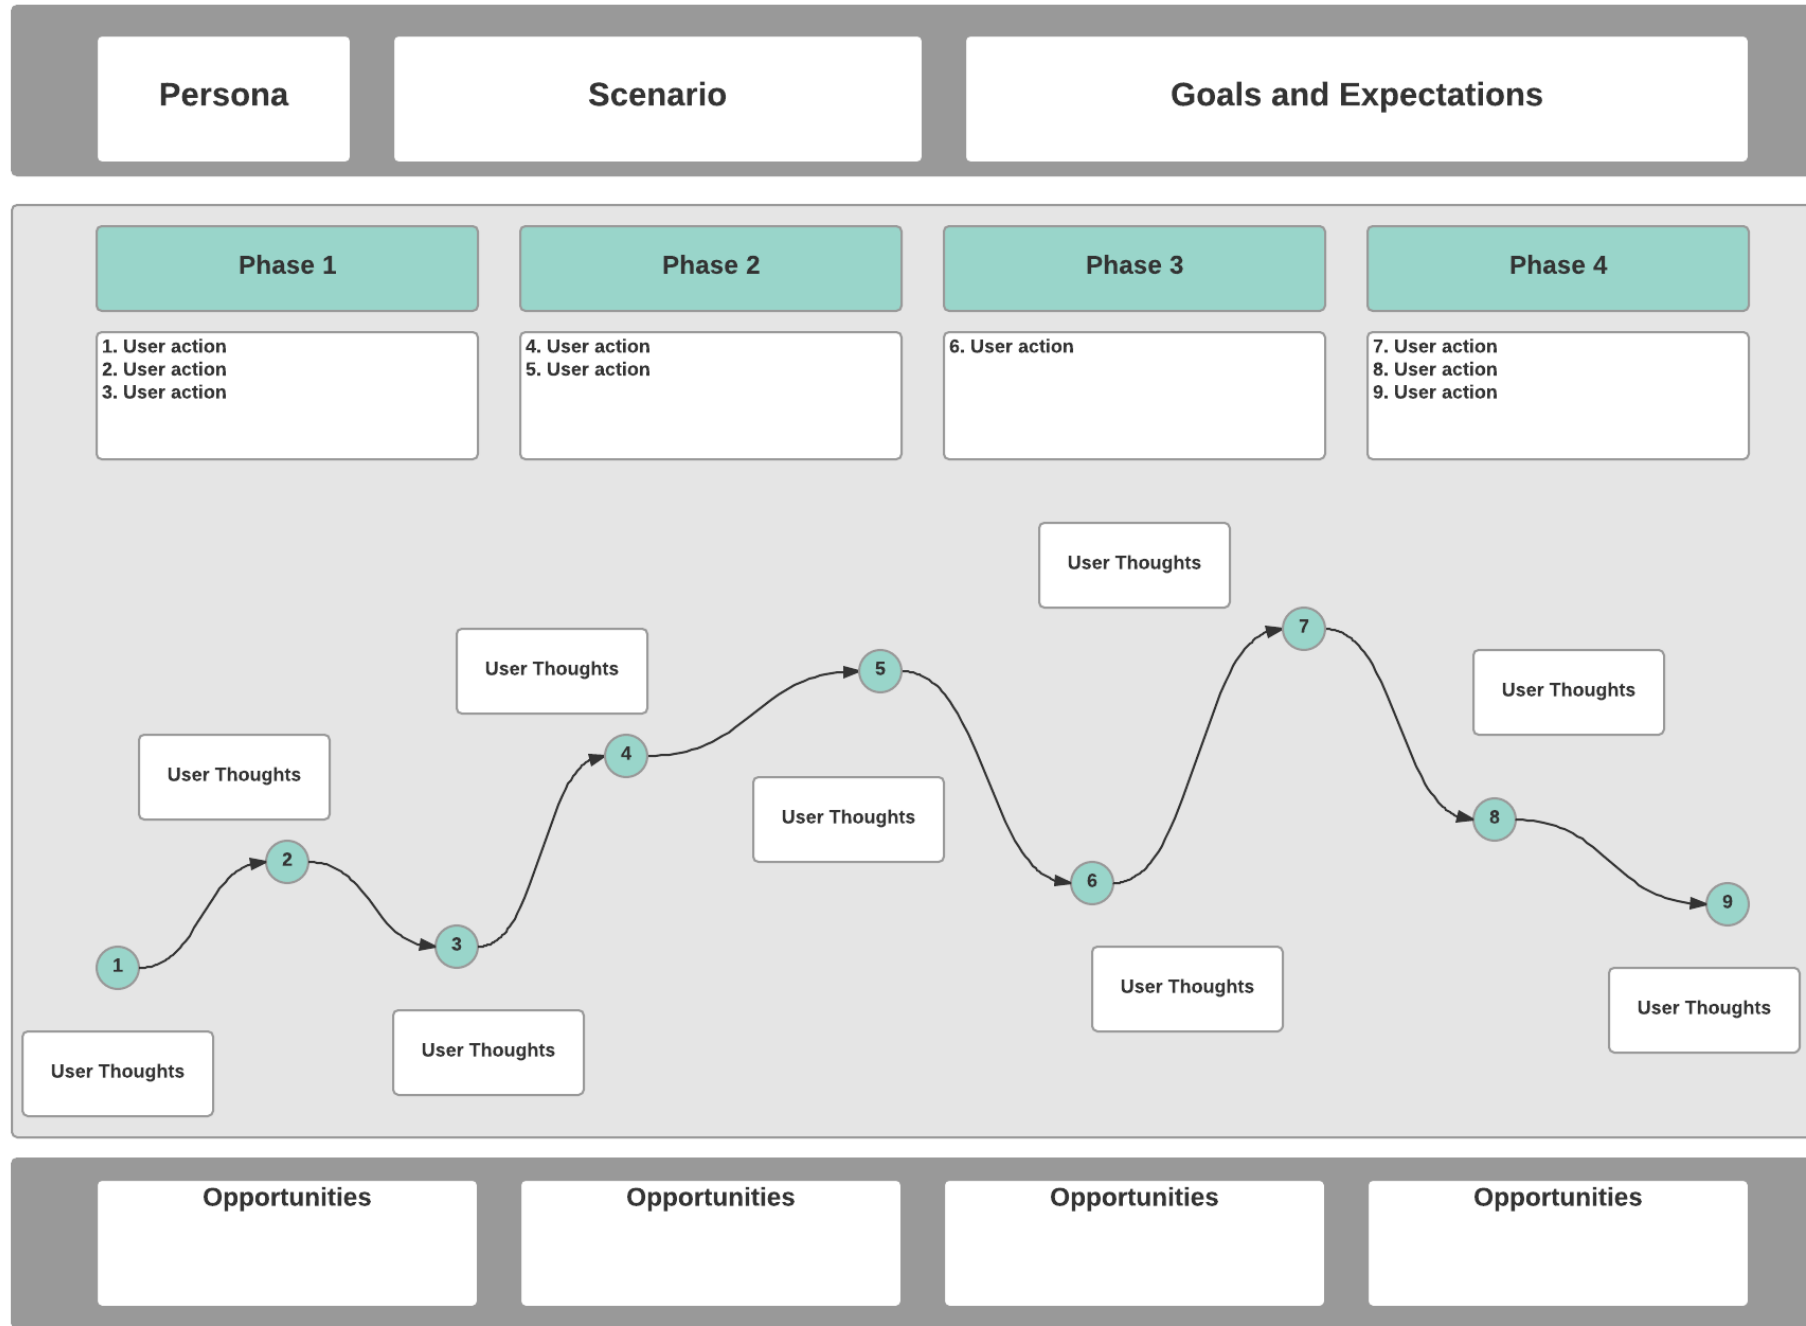 Persona
Scenario
Goals and Expectations
Phase 1
Phase 2
Phase 3
Phase 4
1. User action
2. User action
3. User action
4. User action
5. User action
6. User action
7. User action
8. User action
9. User action
User Thoughts
User Thoughts
7
5
User Thoughts
4
User Thoughts
2
User Thoughts
8
6
9
3
1
User Thoughts
User Thoughts
User Thoughts
User Thoughts
Opportunities
Opportunities
Opportunities
Opportunities